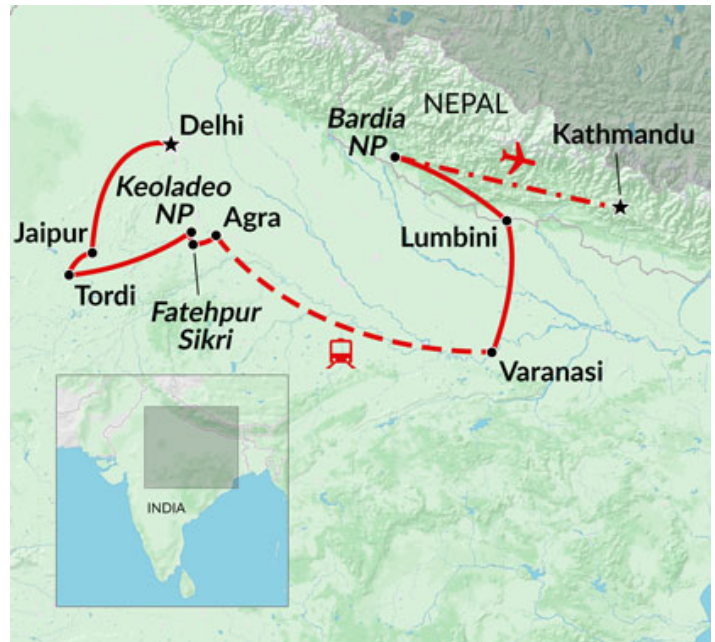 NEPAL
Bardia
NP
Kathmandu
Delhi
Keoladeo
NP
Agra
Jaipur
Lumbini
Tordi
Fatehpur
Sikri
Varanasi
INDIA